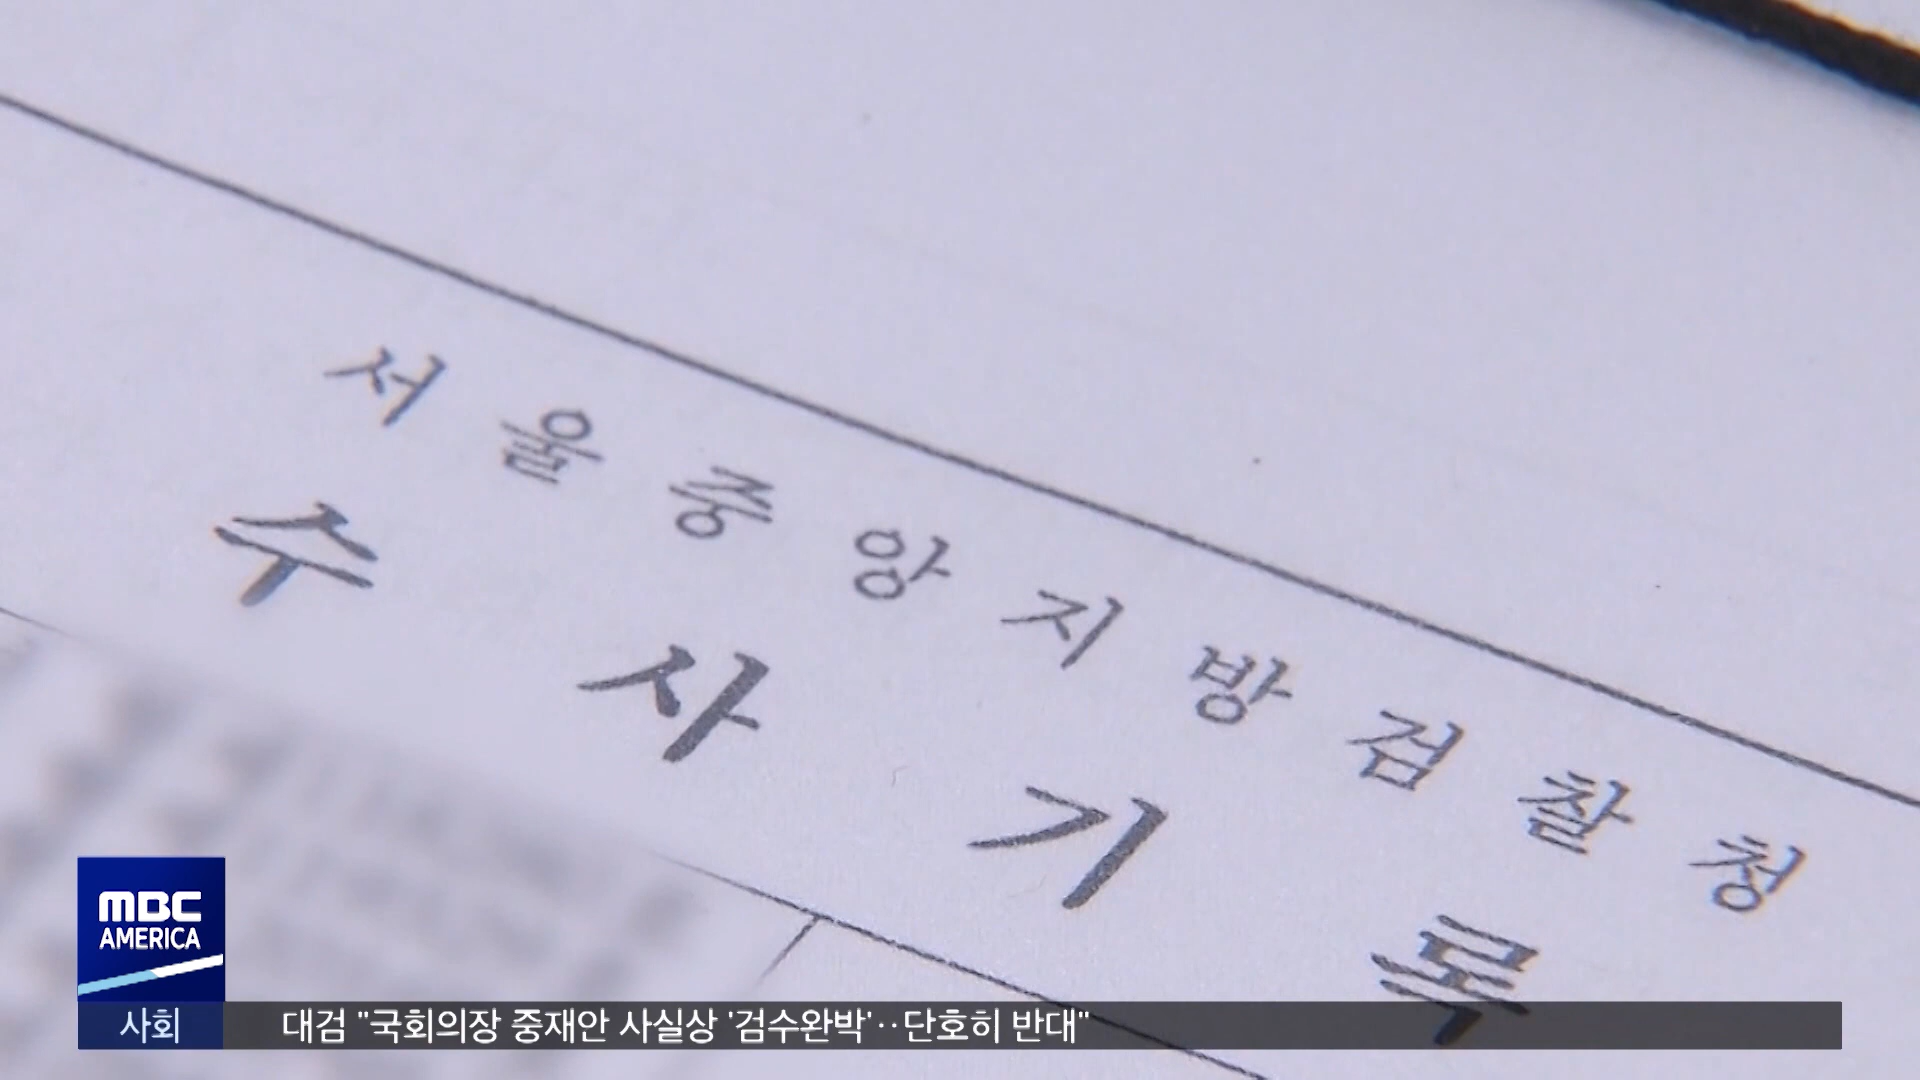 서울중앙지방검찰청
수사기록
MBC
AMERICA
사회
대검 "국회의장 중재안 사실상 '검수완박'··단호히 반대"